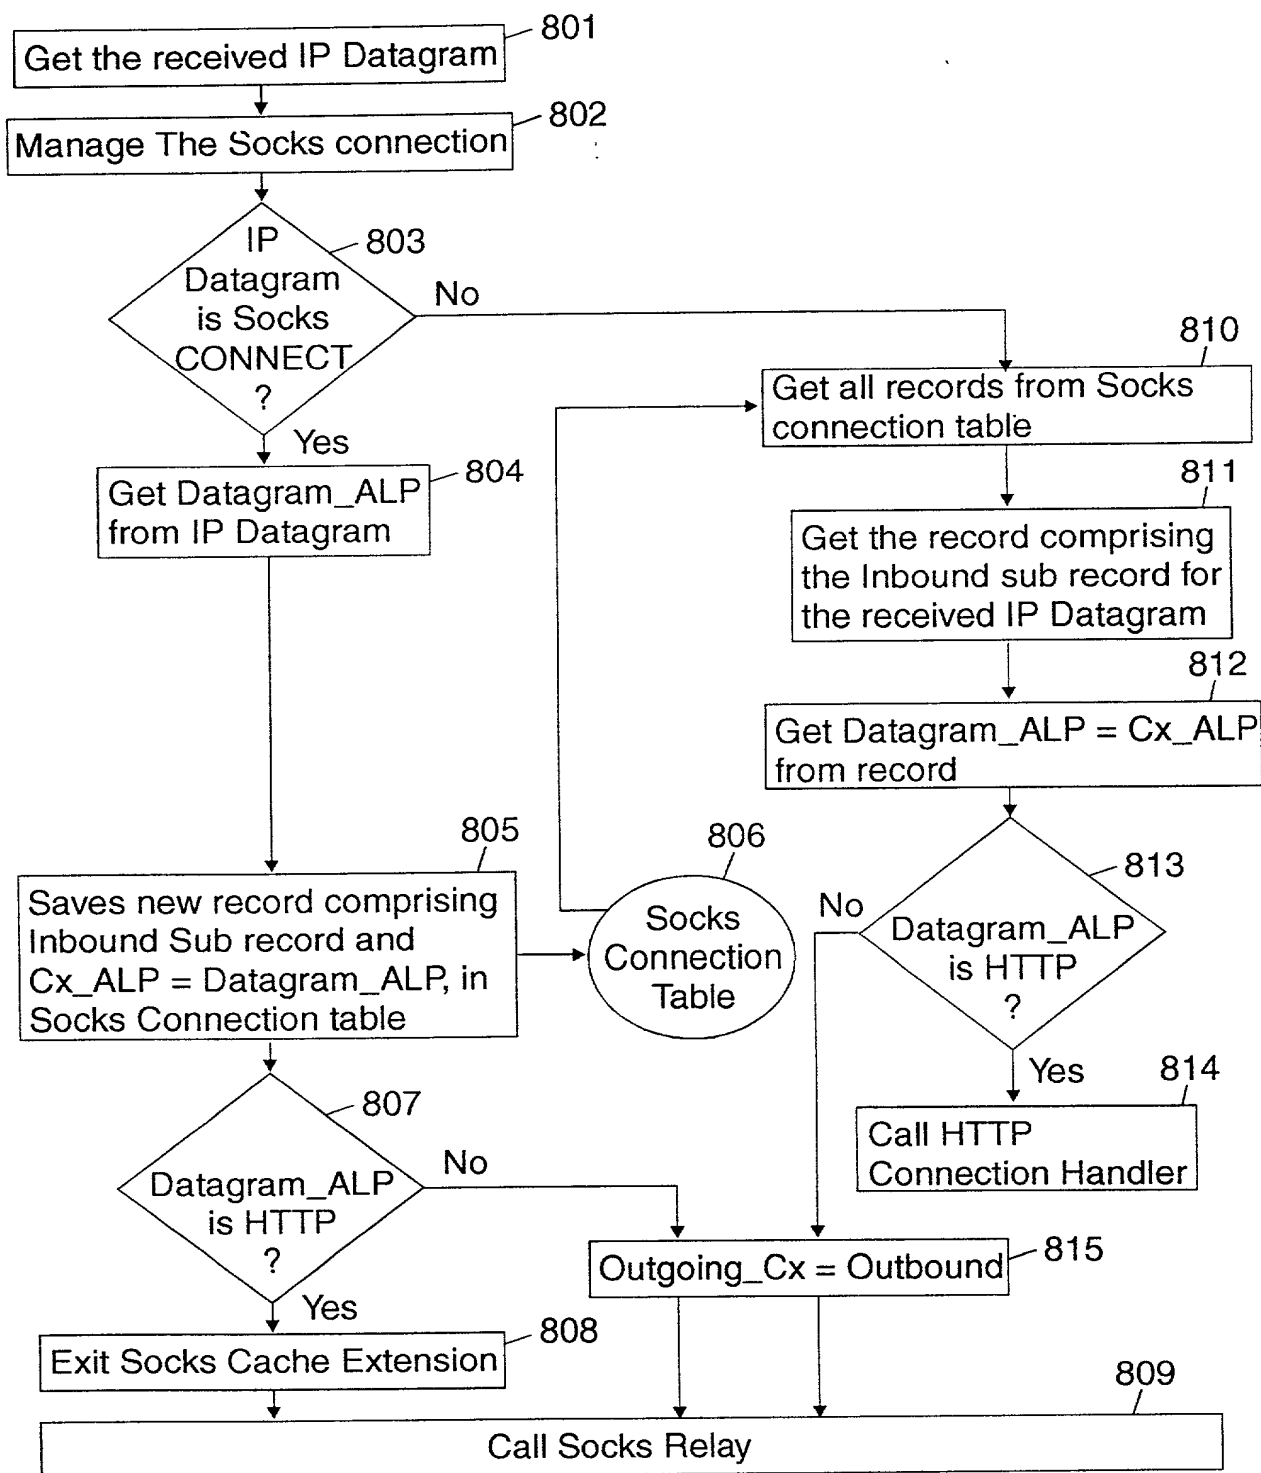 801
Get the received IP Datagram
802
Manage The Socks connection
IP
Datagram
is Socks
CONNECT
?
803
No
Yes
810
Get all records from Socks
connection table
804
Get Datagram_ALP
from IP Datagram
811
Get the record comprising
the Inbound sub record for
the received IP Datagram
812
Get Datagram_ALP = Cx_ALP
from record
805
Saves new record comprising
Inbound Sub record and
Cx_ALP = Datagram_ALP, in
Socks Connection table
806
Socks
Connection
Table
813
No
Datagram_ALP
is HTTP
?
Yes
814
Call HTTP
Connection Handler
807
No
Datagram_ALP
is HTTP
?
Yes
815
Outgoing_Cx = Outbound
808
Exit Socks Cache Extension
809
Call Socks Relay